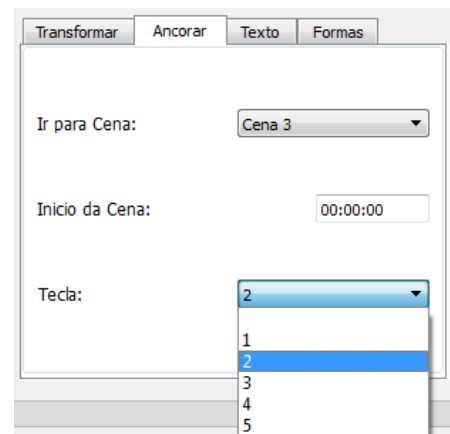 Transformar Ancorar Texto Formas
Ir para Cena: Cena 3
Inicio da Cena: 00:00:00
Tecla: 2
1
2
3
4
5